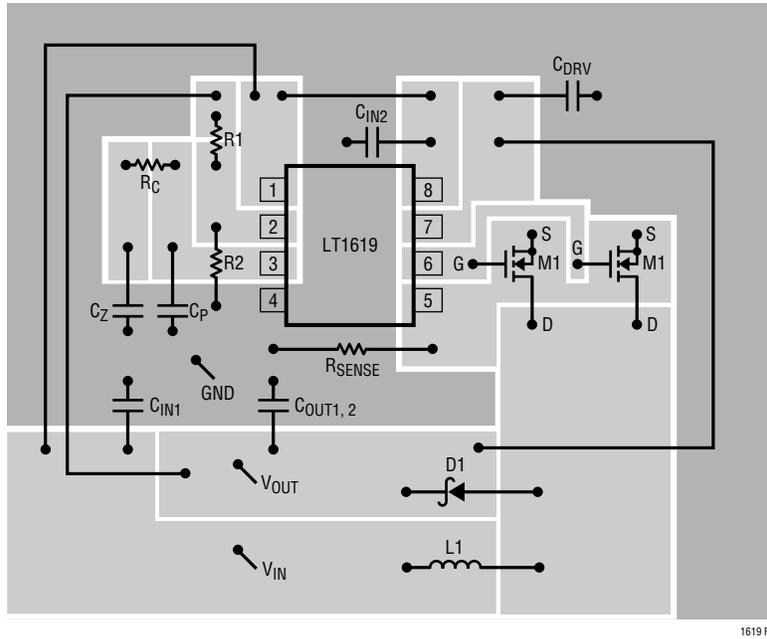 CDRV
CIN2
R1
RC
1
8
2
7
LT1619
3
6
4
5
R2
G
S
M1
D
G
S
M1
D
CZ
CP
RSENSE
GND
CIN1
COUT1, 2
D1
VOUT
L1
VIN